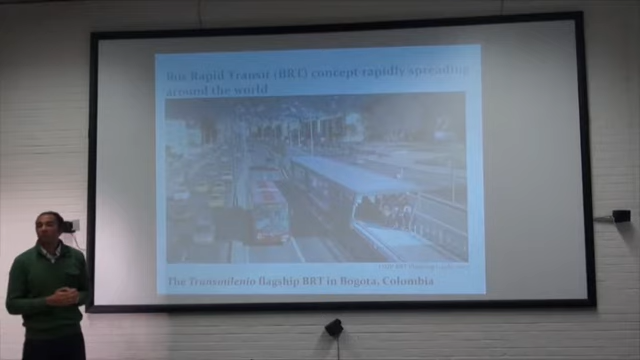 Bus Rapid Transit (BRT) concept rapidly spreading
around the world
The Transmilenio flagship BRT in Bogota, Colombia